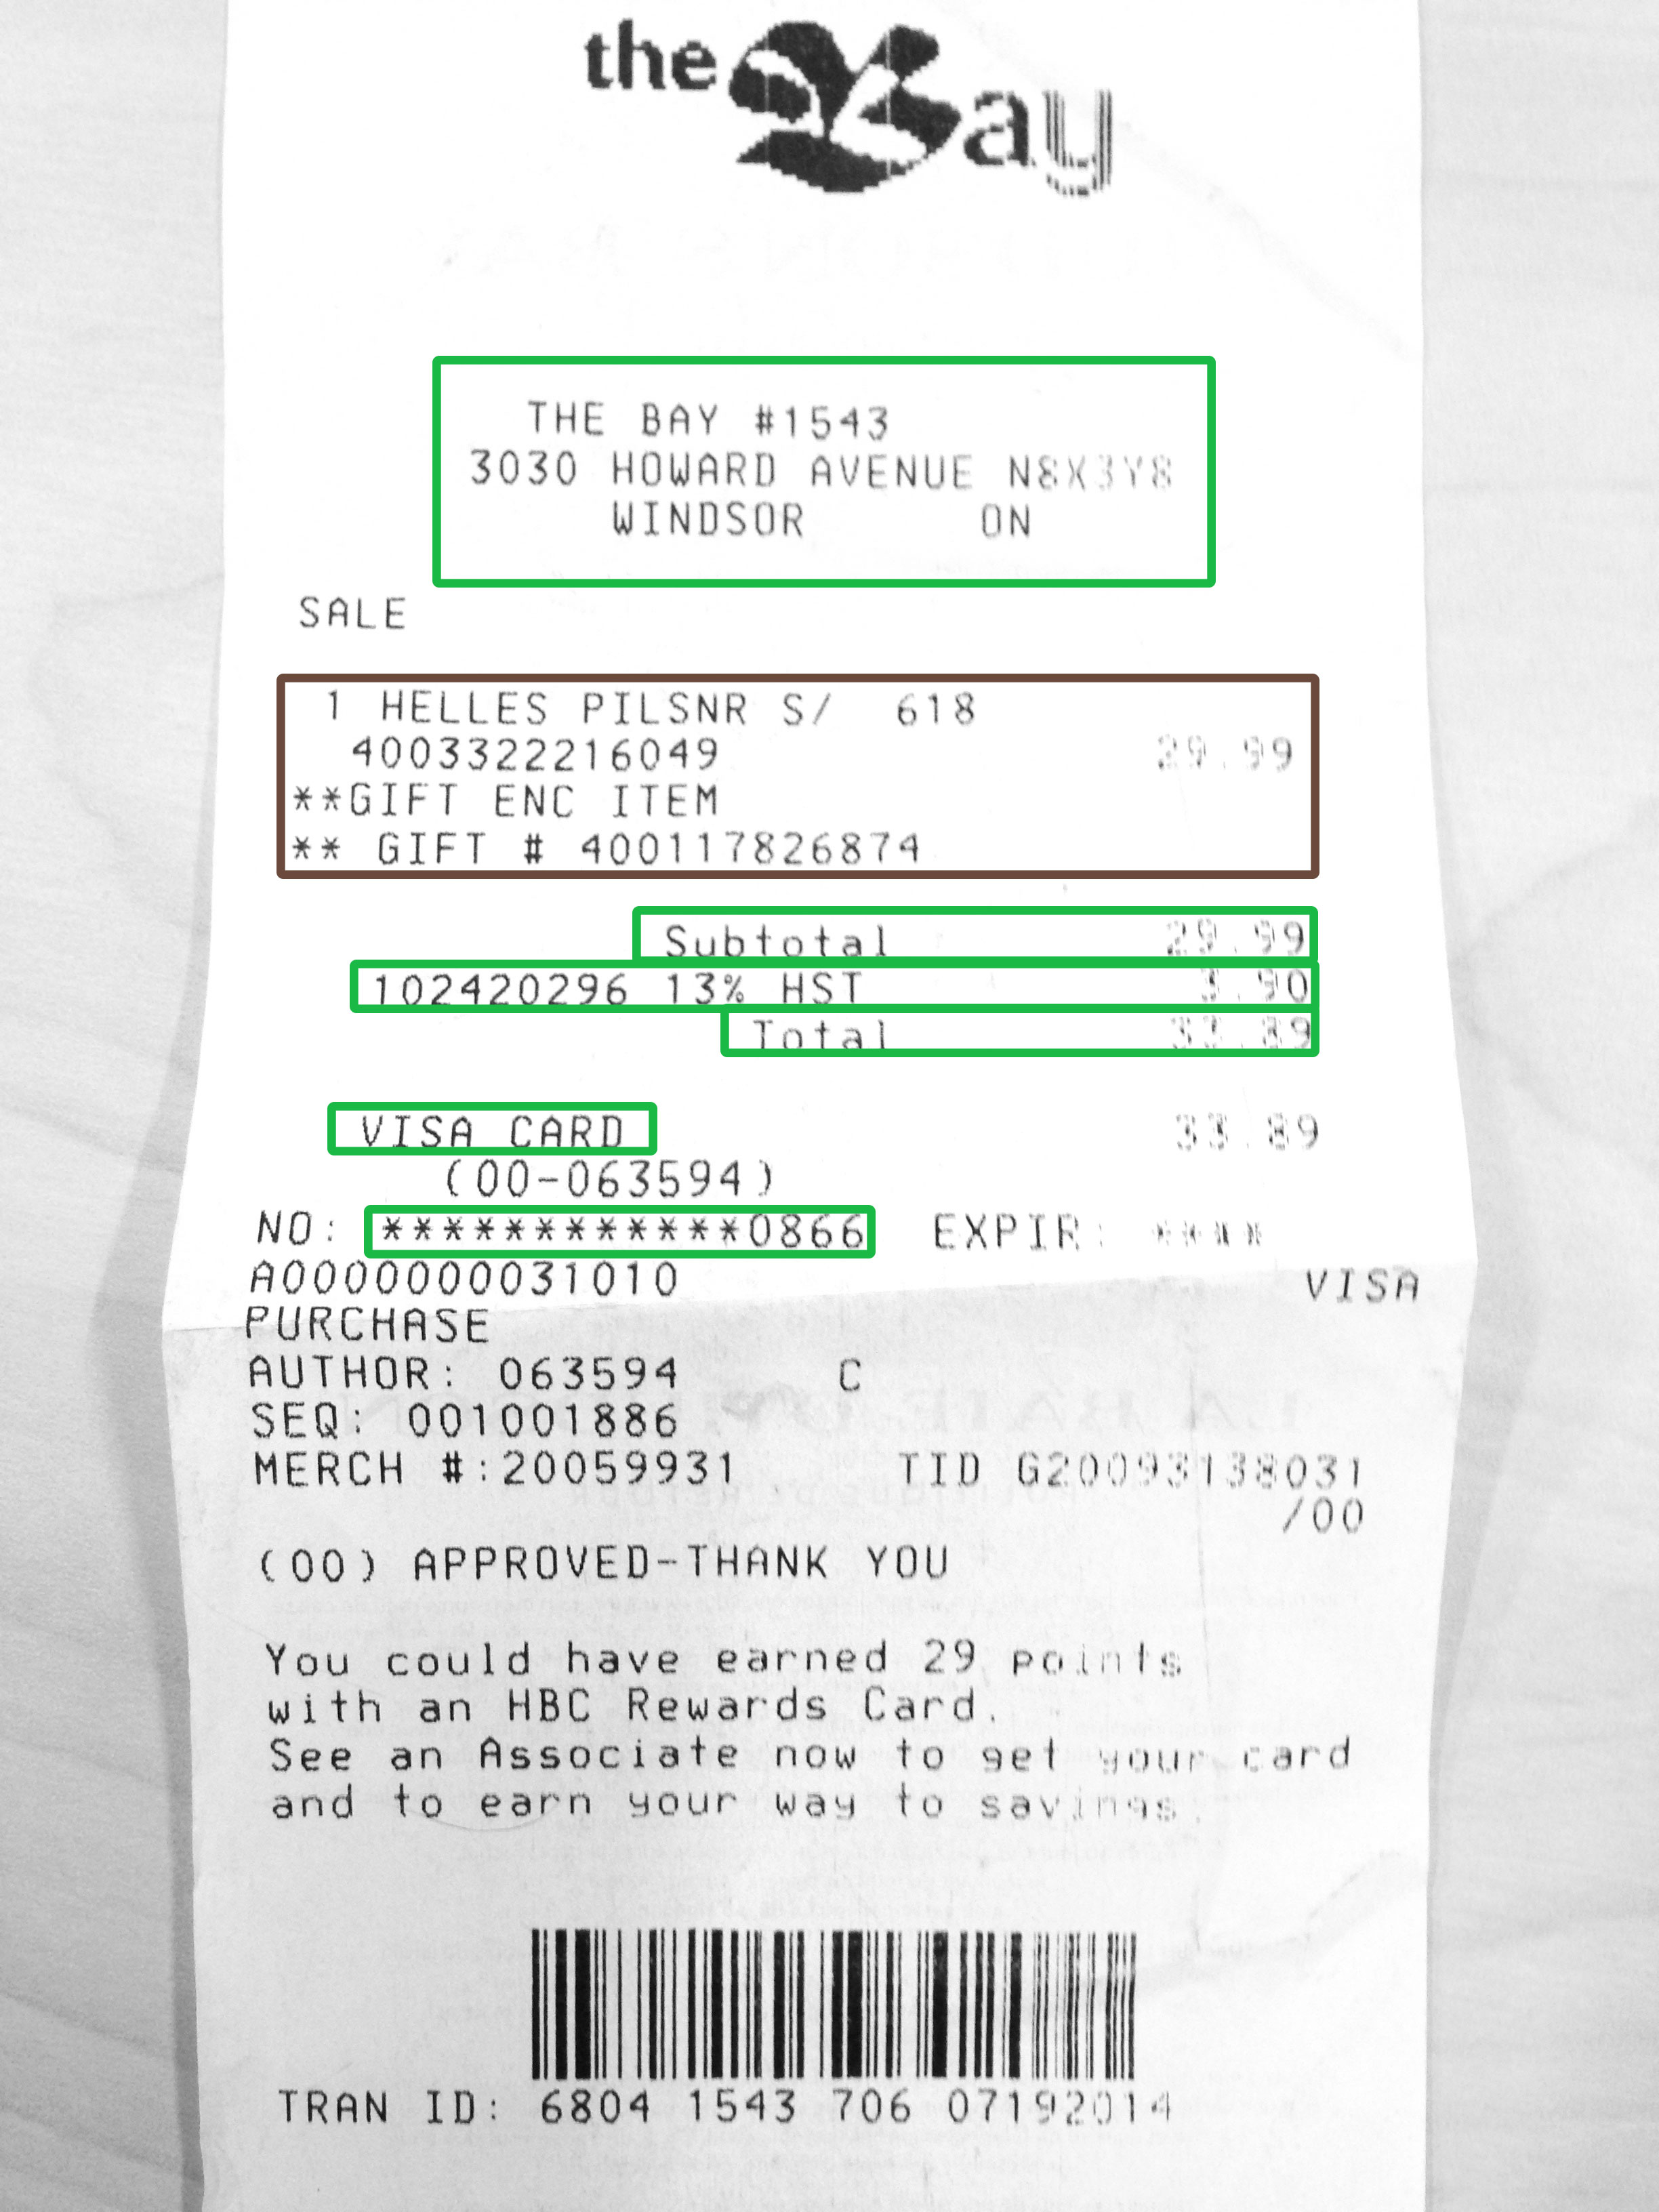 the Bay
THE BAY #1543
3030 HOWARD AVENUE N8X3Y8
WINDSOR ON
SALE
1 HELLES PILSNR S/ 618
4003322216049 29.99
**GIFT ENC ITEM
** GIFT # 400117826874
Subtotal 29.99
102420296 13% HST 3.90
Total 33.89
VISA CARD 33.89
(00-063594)
NO: ************0866 EXPIR: ****
A0000000031010 VISA
PURCHASE
AUTHOR: 063594 C
SEQ: 001001886
MERCH #:20059931 TID G20093138031
/00
(00) APPROVED-THANK YOU
You could have earned 29 points
with an HBC Rewards Card.
See an Associate now to get your card
and to earn your way to savings.
TRAN ID: 6804 1543 706 07192014